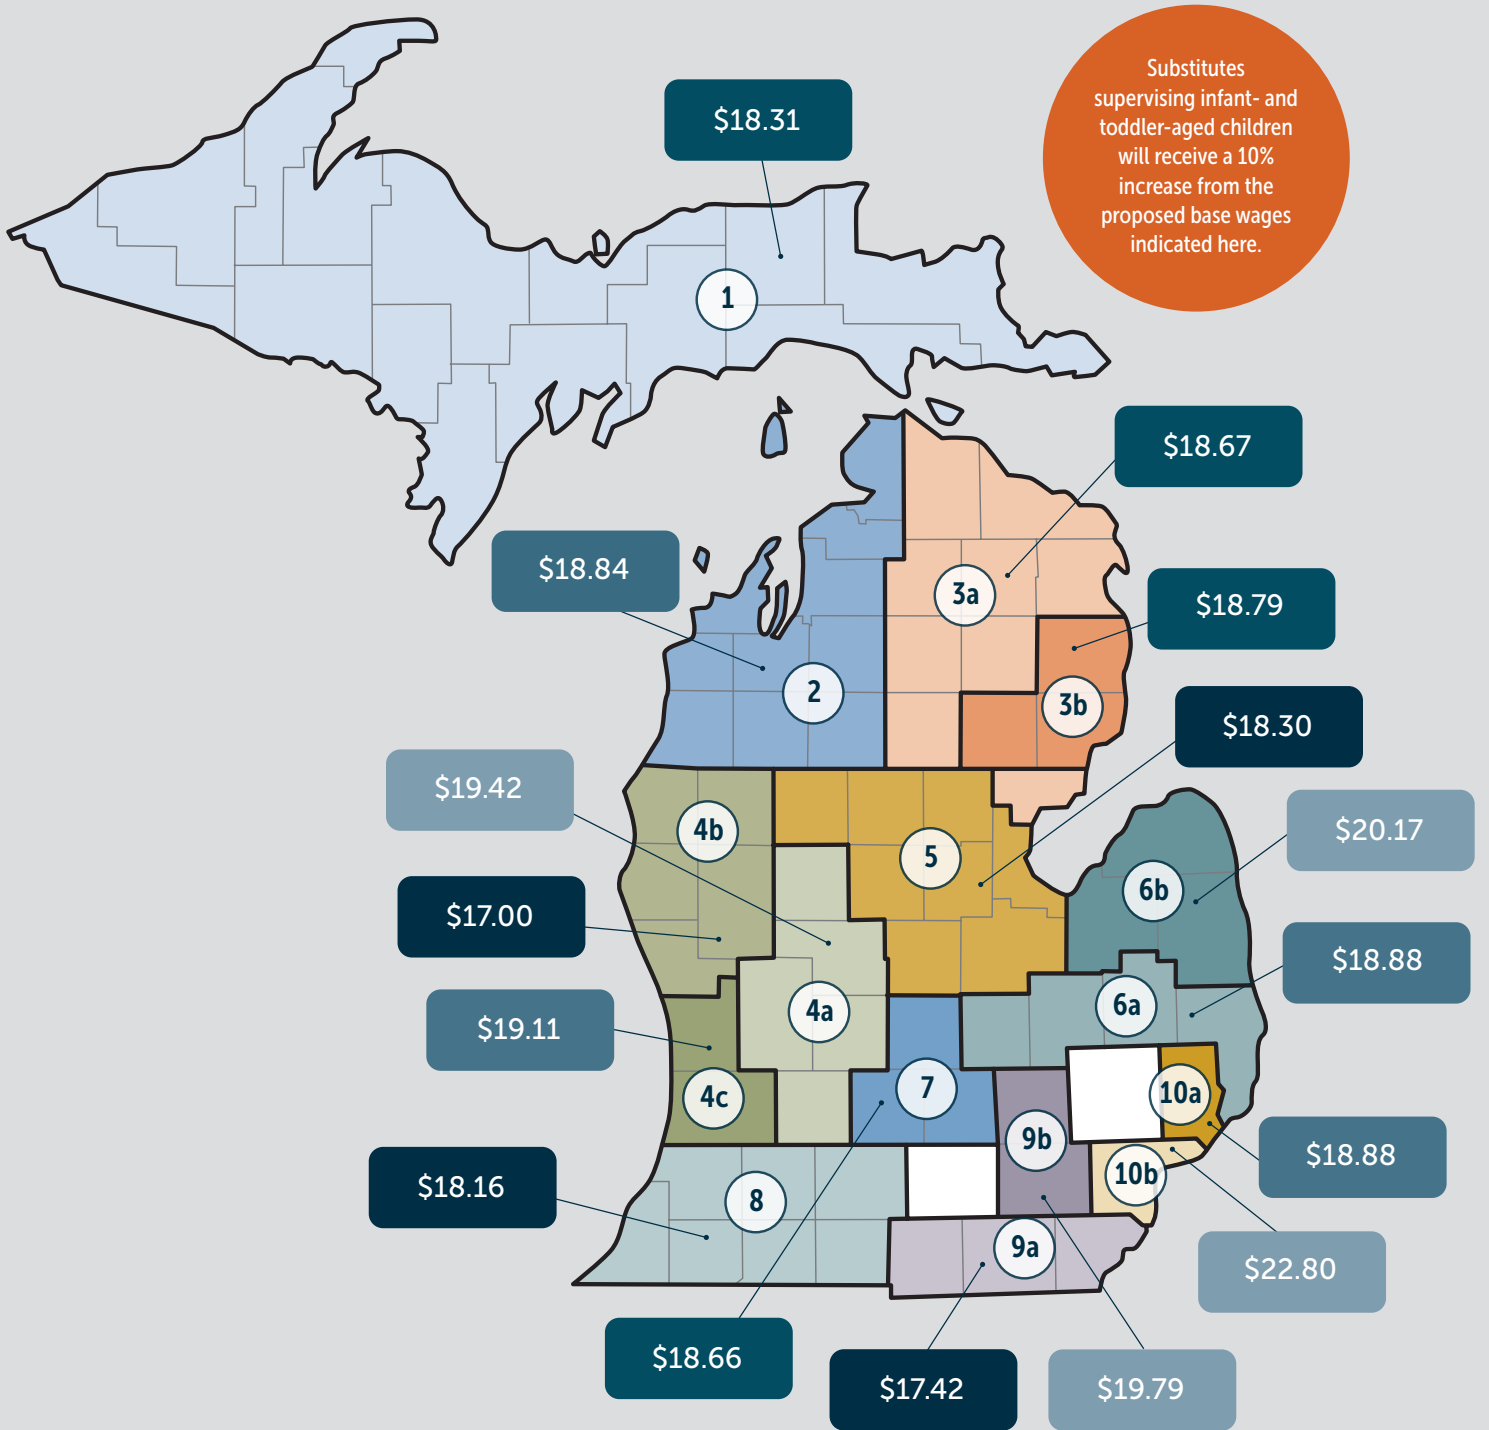 Substitutes
supervising infant- and
toddler-aged children
will receive a 10%
increase from the
proposed base wages
indicated here.
$18.31
1
$18.67
$18.84
3a
$18.79
2
3b
$18.30
$19.42
4b
5
$20.17
6b
$17.00
$18.88
4a
6a
$19.11
4c
7
10a
9b
$18.88
10b
$18.16
8
9a
$22.80
$18.66
$17.42
$19.79